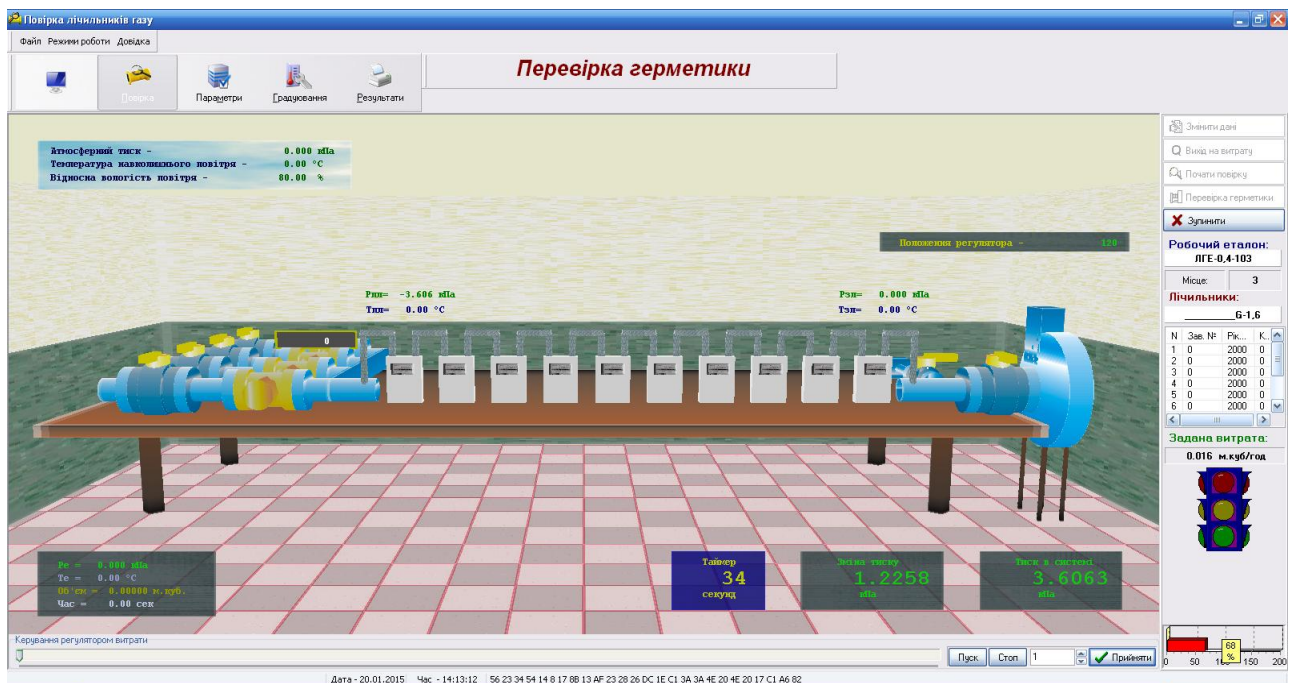 Повірка лічильників газу
Файл Режими роботи Довідка
Повірка Параметри Градуювання Результати
Перевірка герметики
Атмосферний тиск - 0.000 кПа
Температура навколишнього повітря - 0.00 °C
Відносна вологість повітря - 80.00 %
Положення регулятора - 120
Рпл= -3.606 кПа
Тпл= 0.00 °C
Рзл= 0.000 кПа
Тзл= 0.00 °C
0
Ре = 0.000 кПа
Те = 0.00 °C
Об'єм = 0.00000 м.куб.
Час = 0.00 сек
Таймер
34
секунд
Зміна тиску
1.2258
кПа
Тиск в системі
3.6063
кПа
Змінити дані
Вихід на витрату
Почати повірку
Перевірка герметики
Зупинити
Робочий еталон:
ЛГЕ-0,4-103
Місце: 3
Лічильники:
_________G-1,6
N Зав. № Рік... К..
1 0 2000 0
2 0 2000 0
3 0 2000 0
4 0 2000 0
5 0 2000 0
6 0 2000 0
Задана витрата:
0.016 м.куб/год
Керування регулятором витрати
Пуск Стоп 1 Прийняти
68
%
0 50 150 200
Дата - 20.01.2015 Час - 14:13:12 56 23 34 54 14 8 17 8B 13 AF 23 28 26 DC 1E C1 3A 3A 4E 20 4E 20 17 C1 A6 82